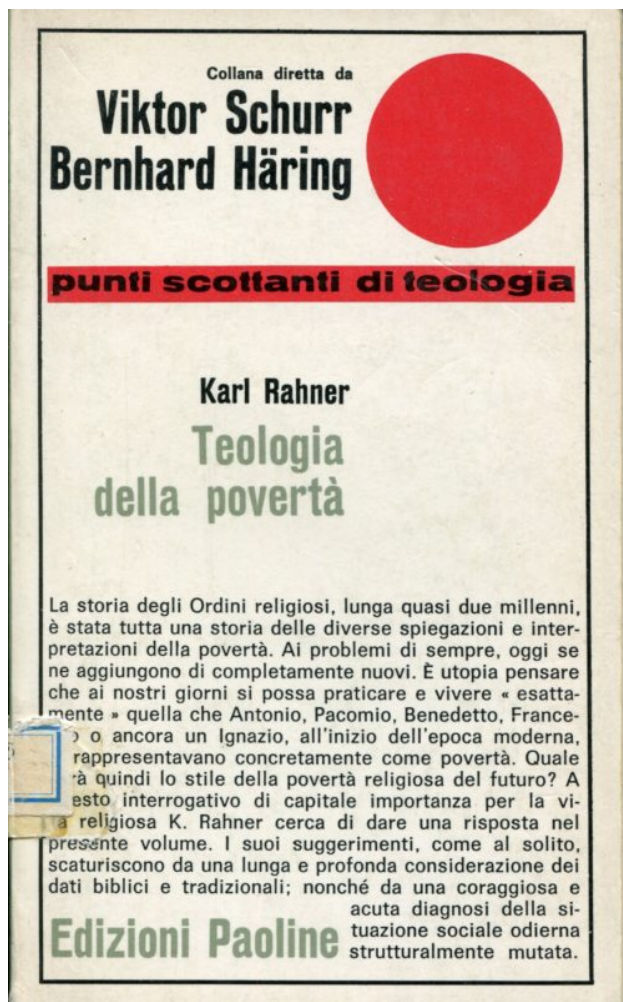 Collana diretta da
Viktor Schurr
Bernhard Häring
punti scottanti di teologia
Karl Rahner
Teologia
della povertà
La storia degli Ordini religiosi, lunga quasi due millenni,
è stata tutta una storia delle diverse spiegazioni e inter-
pretazioni della povertà. Ai problemi di sempre, oggi se
ne aggiungono di completamente nuovi. È utopia pensare
che ai nostri giorni si possa praticare e vivere « esatta-
mente » quella che Antonio, Pacomio, Benedetto, France-
o ancora un Ignazio, all'inizio dell'epoca moderna,
rappresentavano concretamente come povertà. Quale
quindi lo stile della povertà religiosa del futuro? A
interrogativo di capitale importanza per la vi-
religiosa K. Rahner cerca di dare una risposta nel
presente volume. I suoi suggerimenti, come al solito,
scaturiscono da una lunga e profonda considerazione dei
dati biblici e tradizionali; nonché da una coraggiosa e
acuta diagnosi della si-
tuazione sociale odierna
strutturalmente mutata.
Edizioni Paoline